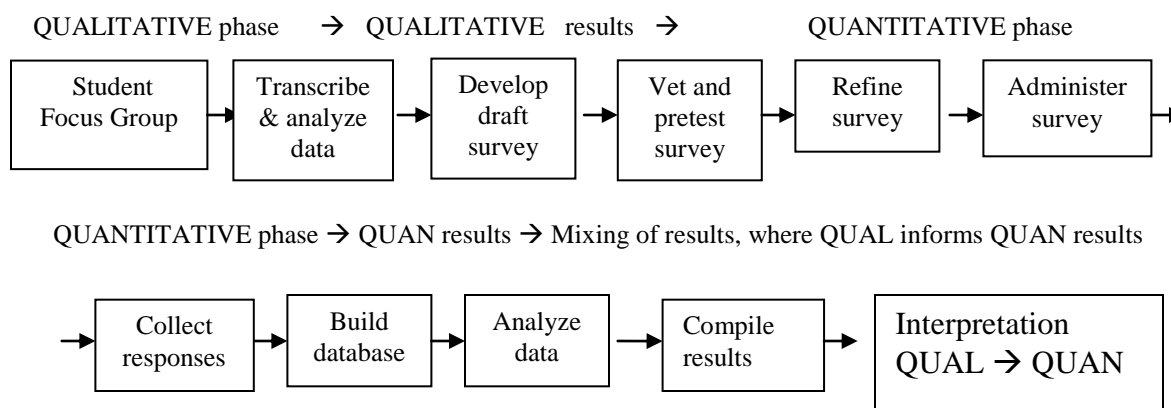 QUALITATIVE phase → QUALITATIVE results → QUANTITATIVE phase
Student
Focus Group
Transcribe
& analyze
data
Develop
draft
survey
Vet and
pretest
survey
Refine
survey
Administer
survey
QUANTITATIVE phase → QUAN results → Mixing of results, where QUAL informs QUAN results
Collect
responses
Build
database
Analyze
data
Compile
results
Interpretation
QUAL → QUAN